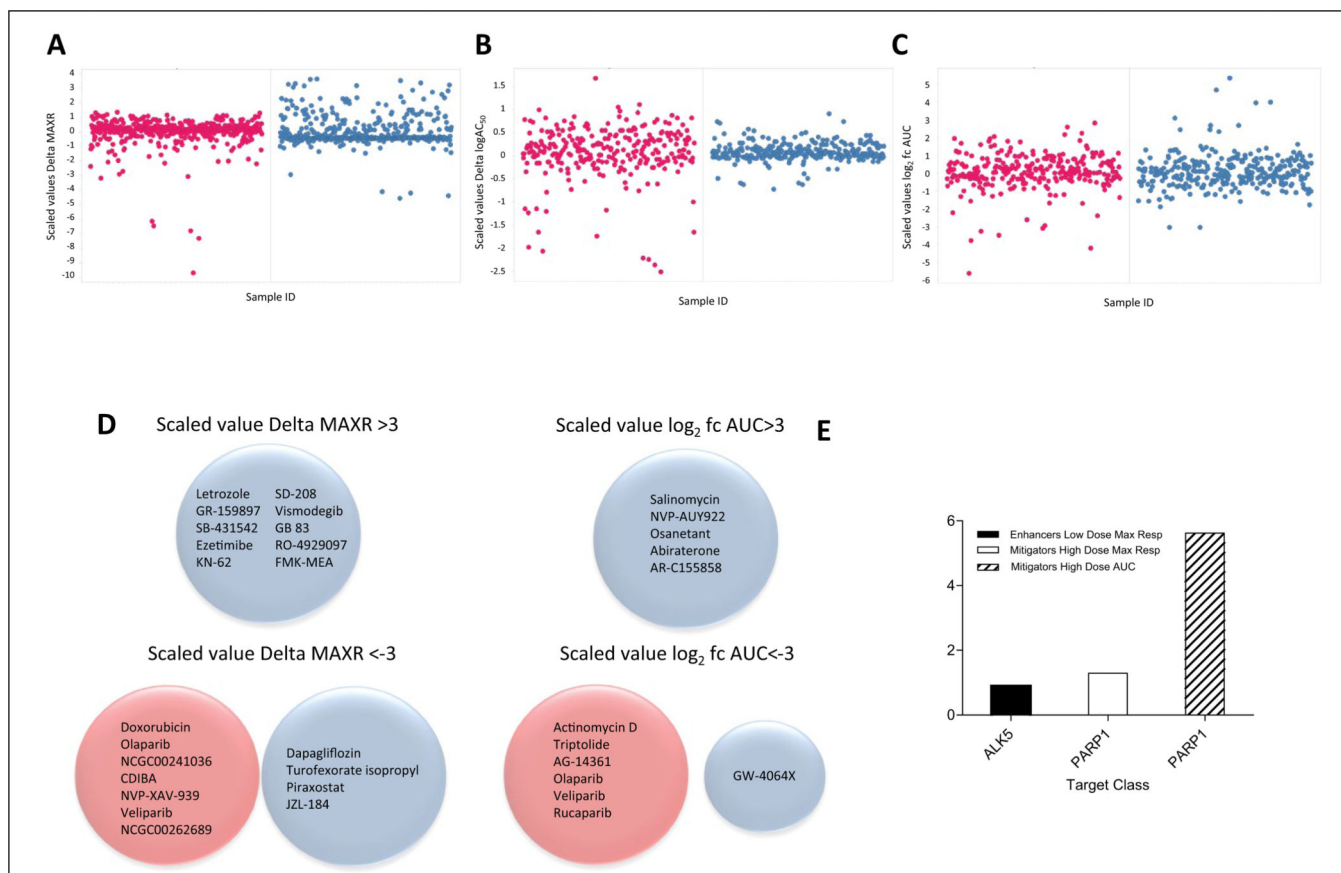 A
Scaled values Delta MAXR
4
3
2
1
0
-1
-2
-3
-4
-5
-6
-7
-8
-9
-10
Sample ID
B
Scaled values Delta logAC50
1.5
1
0.5
0
-0.5
-1
-1.5
-2
-2.5
Sample ID
C
Scaled values log2 fc AUC
5
4
3
2
1
0
-1
-2
-3
-4
-5
-6
Sample ID
D
Scaled value Delta MAXR >3
Letrozole SD-208
GR-159897 Vismodegib
SB-431542 GB 83
Ezetimibe RO-4929097
KN-62 FMK-MEA
Scaled value log2 fc AUC>3
Salinomycin
NVP-AUY922
Osanetant
Abiraterone
AR-C155858
Scaled value Delta MAXR <-3
Doxorubicin
Olaparib
NCGC00241036
CDIBA
NVP-XAV-939
Veliparib
NCGC00262689
Dapagliflozin
Turofexorate isopropyl
Piraxostat
JZL-184
Scaled value log2 fc AUC<-3
Actinomycin D
Triptolide
AG-14361
Olaparib
Veliparib
Rucaparib
GW-4064X
E
6
4
2
0
Enhancers Low Dose Max Resp
Mitigators High Dose Max Resp
Mitigators High Dose AUC
ALK5
PARP1
PARP1
Target Class